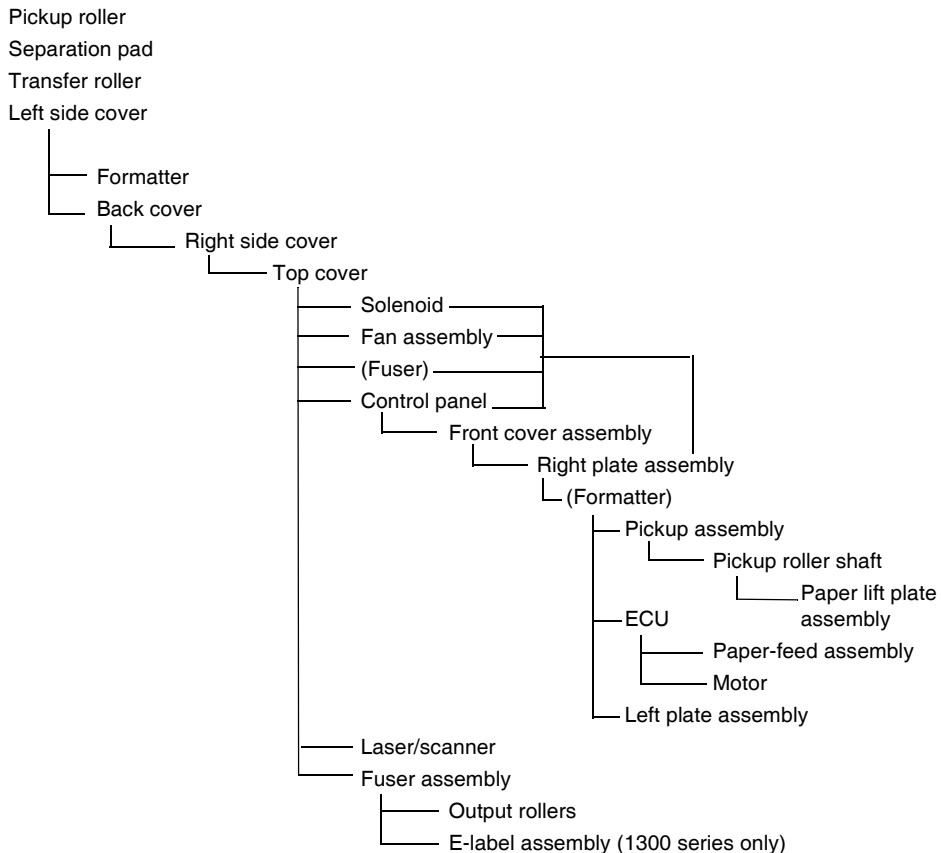 Pickup roller
Separation pad
Transfer roller
Left side cover
Formatter
Back cover
Right side cover
Top cover
Solenoid
Fan assembly
(Fuser)
Control panel
Front cover assembly
Right plate assembly
(Formatter)
Pickup assembly
Pickup roller shaft
Paper lift plate
assembly
ECU
Paper-feed assembly
Motor
Left plate assembly
Laser/scanner
Fuser assembly
Output rollers
E-label assembly (1300 series only)